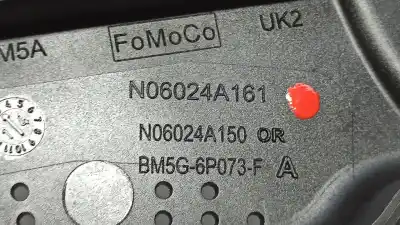 M5A
FoMoCo
UK2
N06024A161
N06024A150 OR
BM5G-6P073-F A